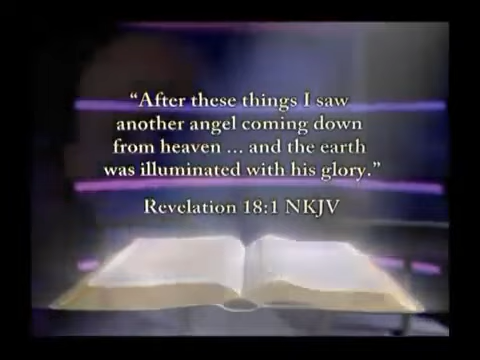 “After these things I saw
another angel coming down
from heaven ... and the earth
was illuminated with his glory.”
Revelation 18:1 NKJV